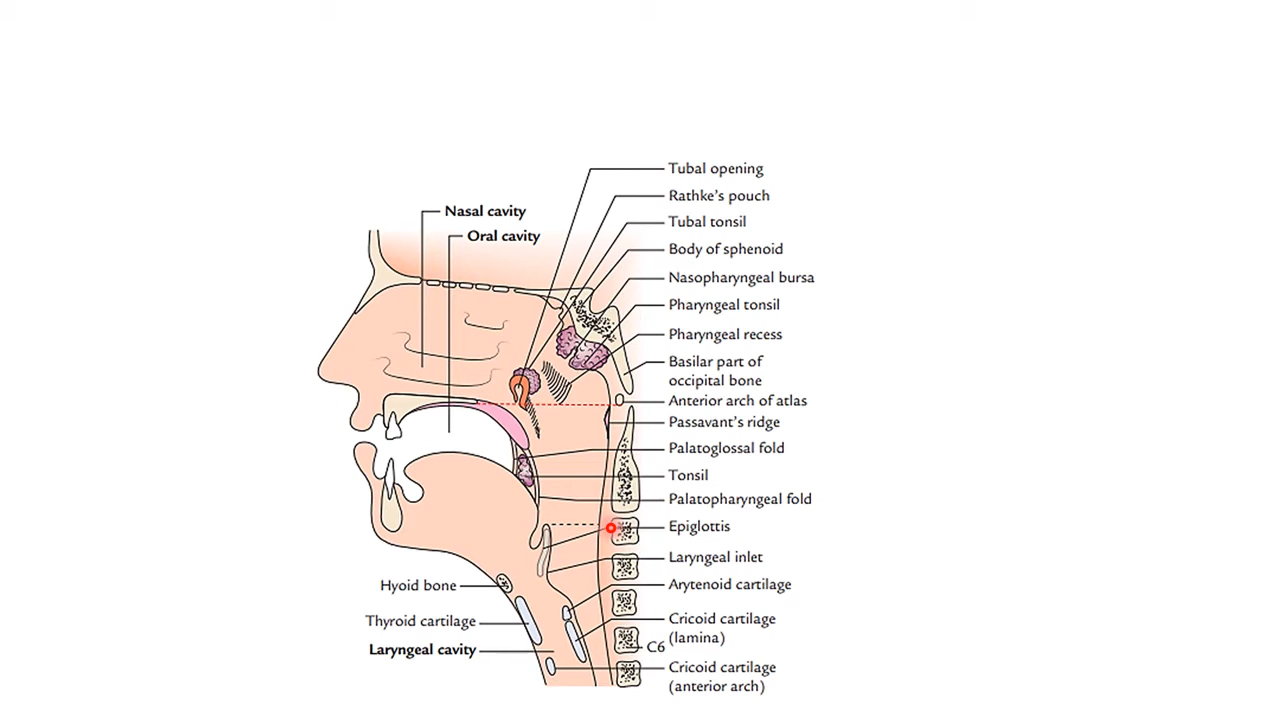 Tubal opening
Rathke's pouch
Nasal cavity
Tubal tonsil
Oral cavity
Body of sphenoid
Nasopharyngeal bursa
Pharyngeal tonsil
Pharyngeal recess
Basilar part of
occipital bone
Anterior arch of atlas
Passavant's ridge
Palatoglossal fold
Tonsil
Palatopharyngeal fold
Epiglottis
Laryngeal inlet
Hyoid bone
Arytenoid cartilage
Thyroid cartilage
Cricoid cartilage
(lamina)
C6
Laryngeal cavity
Cricoid cartilage
(anterior arch)